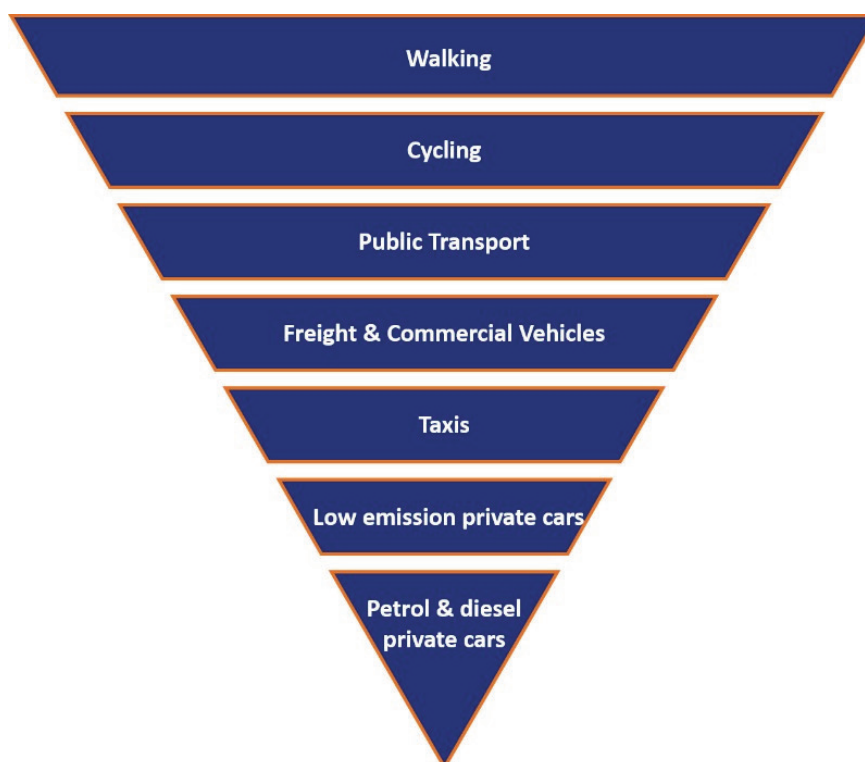 Walking
Cycling
Public Transport
Freight & Commercial Vehicles
Taxis
Low emission private cars
Petrol & diesel
private cars